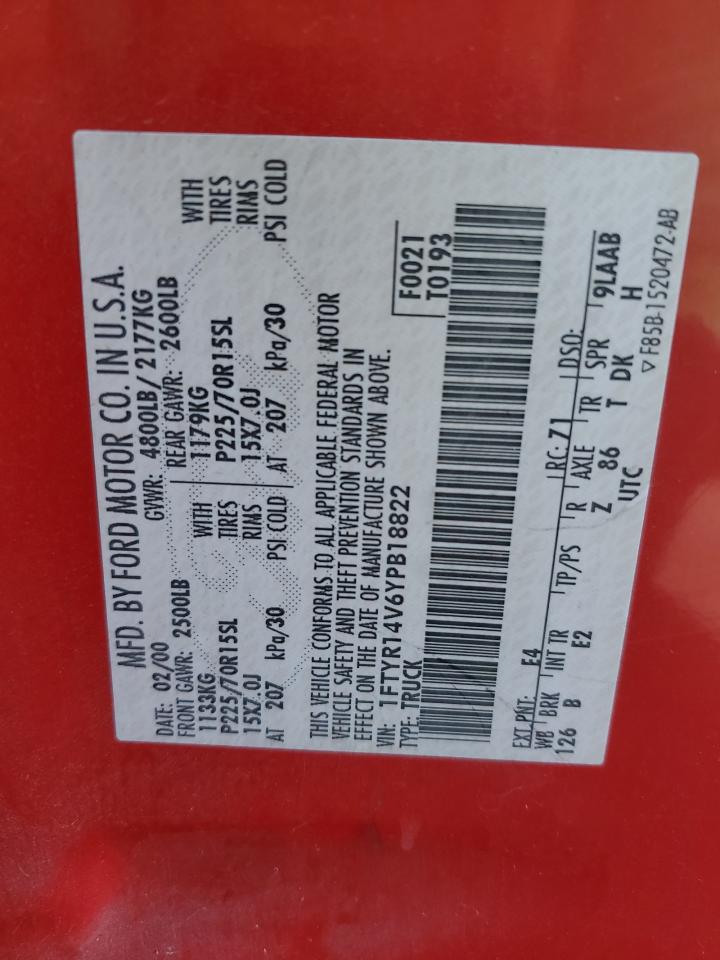 MFD. BY FORD MOTOR CO. IN U.S.A.
DATE: 02/00 GVWR: 4800LB/ 2177KG
FRONT GAWR: 2500LB REAR GAWR: 2600LB
1133KG WITH 1179KG WITH
P225/70R15SL TIRES P225/70R15SL TIRES
15X7.0J RIMS 15X7.0J RIMS
AT 207 kPa/30 PSI COLD AT 207 kPa/30 PSI COLD
THIS VEHICLE CONFORMS TO ALL APPLICABLE FEDERAL MOTOR
VEHICLE SAFETY AND THEFT PREVENTION STANDARDS IN
EFFECT ON THE DATE OF MANUFACTURE SHOWN ABOVE.
VIN: 1FTYR14V6YPB18822 F0021
TYPE: TRUCK T0193
EXT PNT: E4 RC: 71 DSO:
WB BRK INT TR TP/PS R AXLE TR SPR 9LAAB
126 B E2 Z 86 T DK H
UTC
▽ F85B-1520472-AB